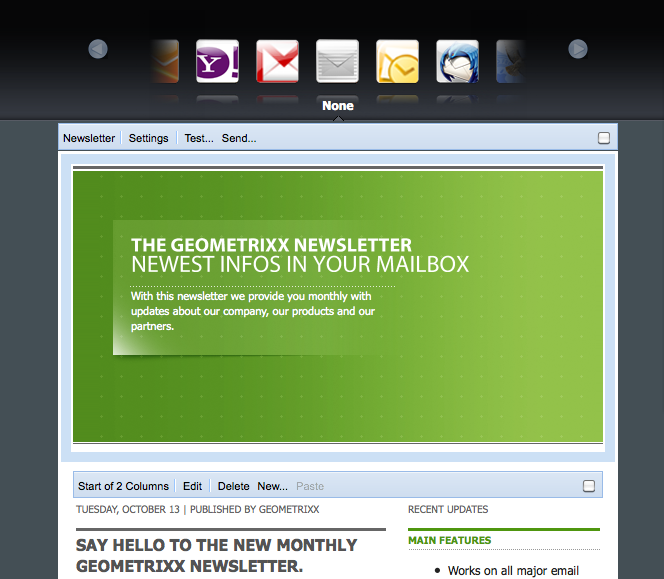 Y!
None
Newsletter Settings Test... Send...
THE GEOMETRIXX NEWSLETTER
NEWEST INFOS IN YOUR MAILBOX
With this newsletter we provide you monthly with
updates about our company, our products and our
partners.
Start of 2 Columns Edit Delete New... Paste
TUESDAY, OCTOBER 13 | PUBLISHED BY GEOMETRIXX
SAY HELLO TO THE NEW MONTHLY
GEOMETRIXX NEWSLETTER.
RECENT UPDATES
MAIN FEATURES
• Works on all major email